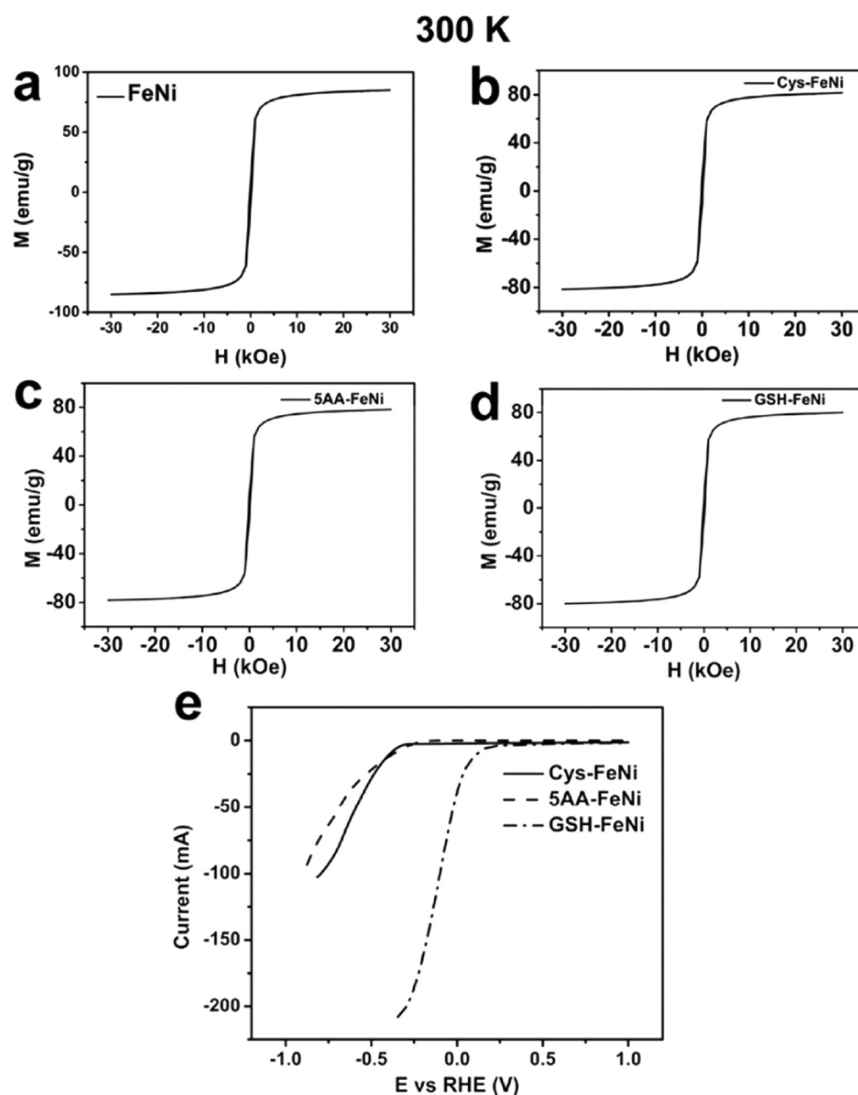 300 K
a
FeNi
M (emu/g)
100
50
0
-50
-100
-30 -20 -10 0 10 20 30
H (kOe)
b
Cys-FeNi
M (emu/g)
80
40
0
-40
-80
-30 -20 -10 0 10 20 30
H (kOe)
c
5AA-FeNi
M (emu/g)
80
40
0
-40
-80
-30 -20 -10 0 10 20 30
H (kOe)
d
GSH-FeNi
M (emu/g)
80
40
0
-40
-80
-30 -20 -10 0 10 20 30
H (kOe)
e
Cys-FeNi
5AA-FeNi
GSH-FeNi
Current (mA)
0
-50
-100
-150
-200
-1.0 -0.5 0.0 0.5 1.0
E vs RHE (V)